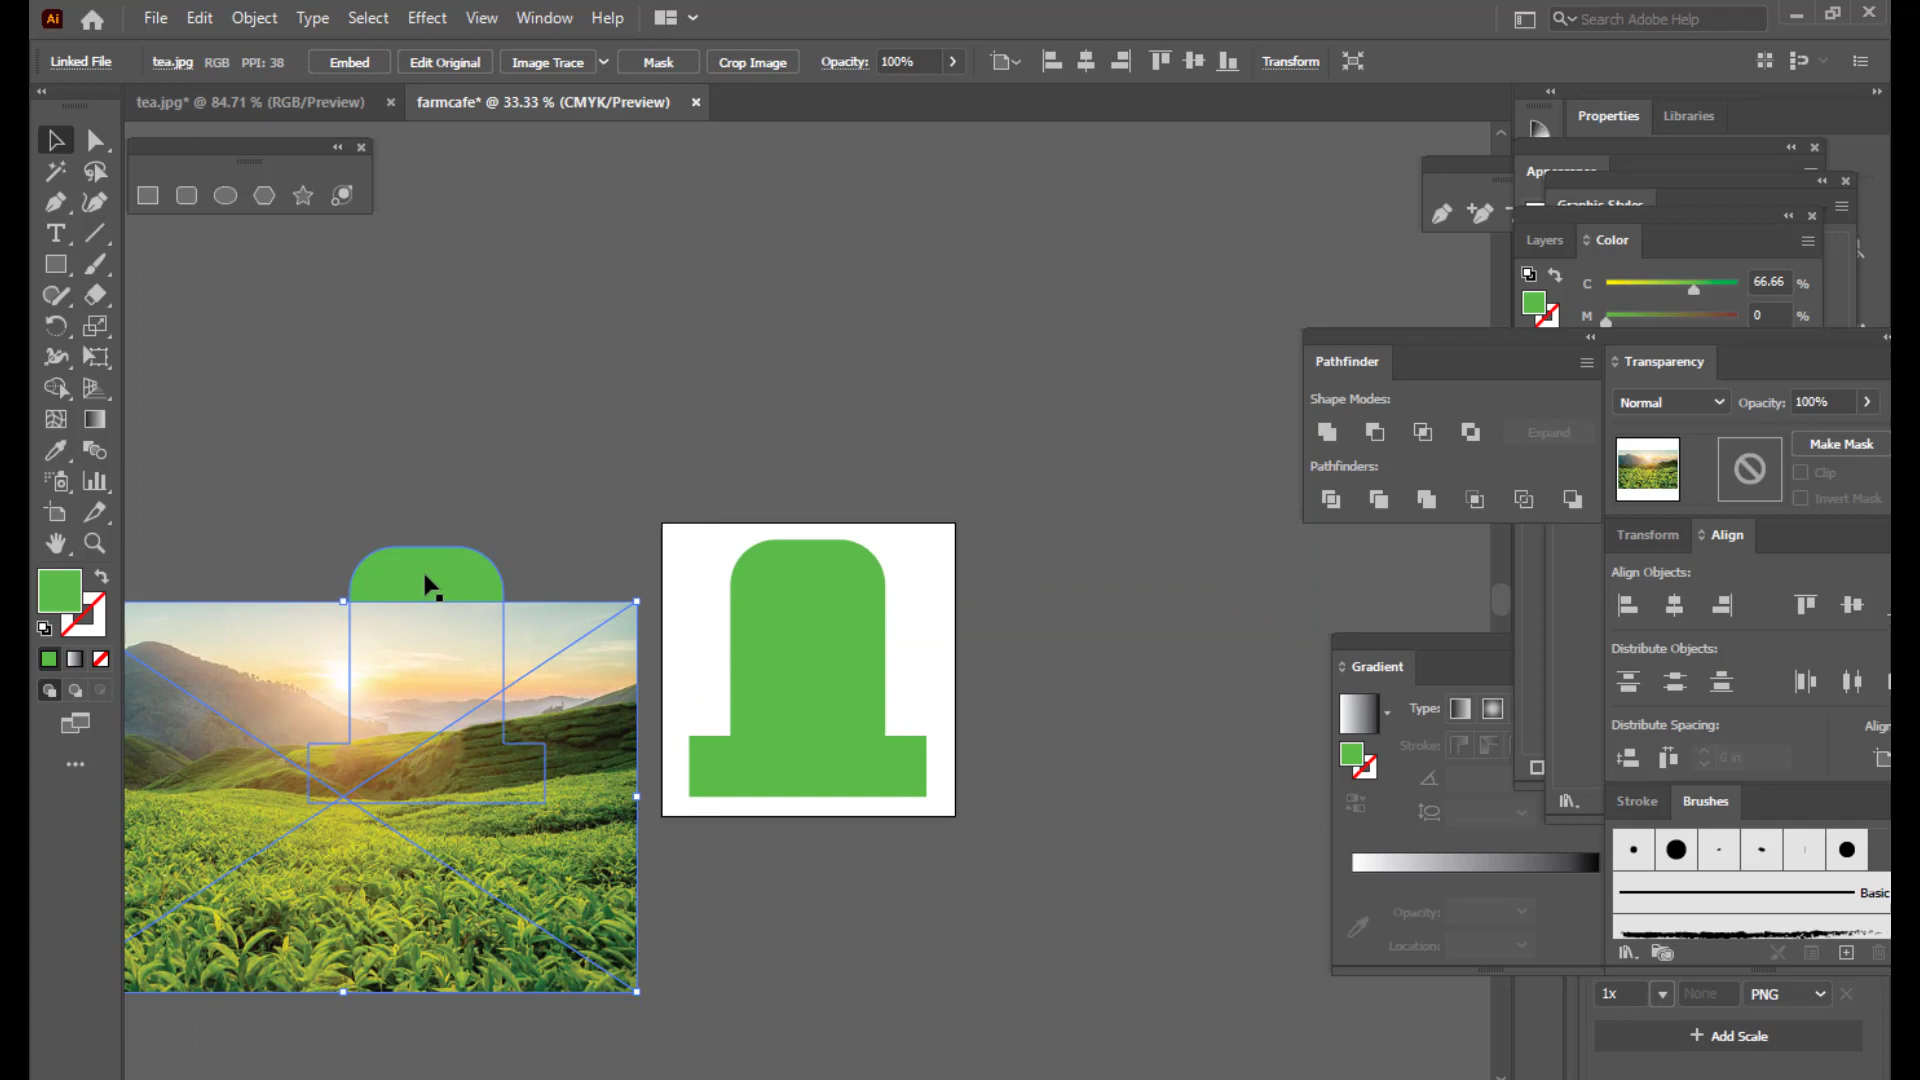 Ai File Edit Object Type Select Effect View Window Help Search Adobe Help
Linked File tea.jpg RGB PPI: 38 Embed Edit Original Image Trace Mask Crop Image Opacity: 100% Transform
tea.jpg* @ 84.71 % (RGB/Preview) farmcafe* @ 33.33 % (CMYK/Preview)
Properties Libraries
Appearance
Graphic Styles
Layers Color
C 66.66 %
M 0 %
Pathfinder
Shape Modes:
Expand
Pathfinders:
Transparency
Normal Opacity: 100%
Make Mask
Clip
Invert Mask
Transform Align
Align Objects:
Distribute Objects:
Distribute Spacing: Align
Gradient
Type:
Stroke:
0 in
Opacity:
Location:
Stroke Brushes
Basic
1x None PNG
Add Scale